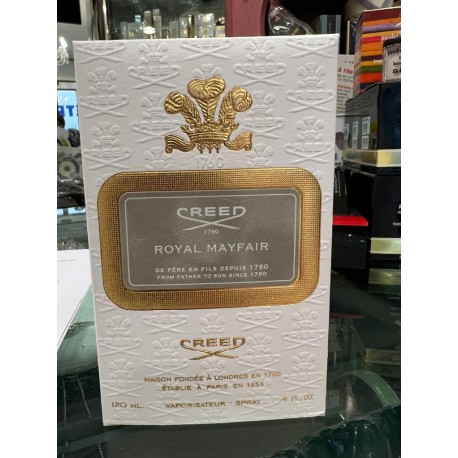 1760
CREED
1760
ROYAL MAYFAIR
DE PÈRE EN FILS DEPUIS 1760
FROM FATHER TO SON SINCE 1760
CREED
MAISON FONDÉE À LONDRES EN 1760
ÉTABLIE À PARIS EN 1854
120 ML. VAPORISATEUR - SPRAY 4 FL.OZ